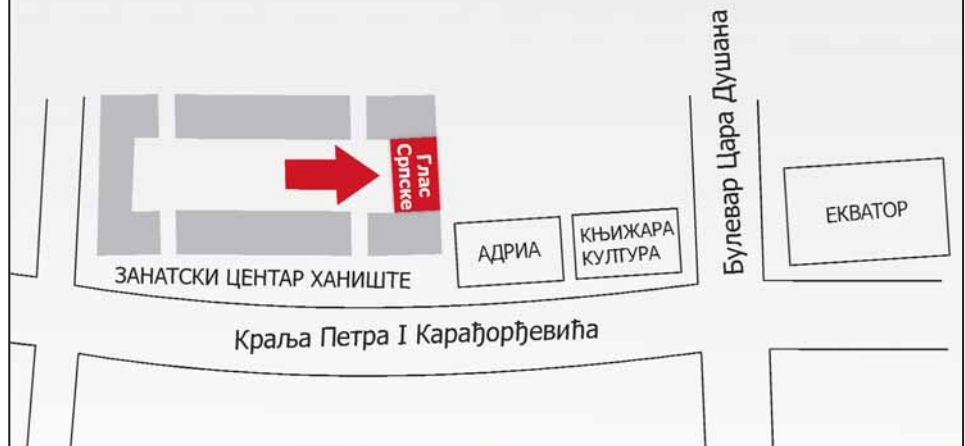 Булевар Цара Душана
Глас
Српске
ЕКВАТОР
КЊИЖАРА
КУЛТУРА
АДРИА
ЗАНАТСКИ ЦЕНТАР ХАНИШТЕ
Краља Петра I Карађорђевића